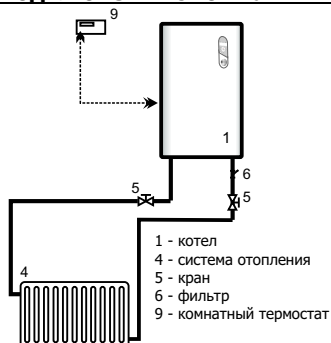 9
1
6
5
5
4
1 - котел
4 - система отопления
5 - кран
6 - фильтр
9 - комнатный термостат